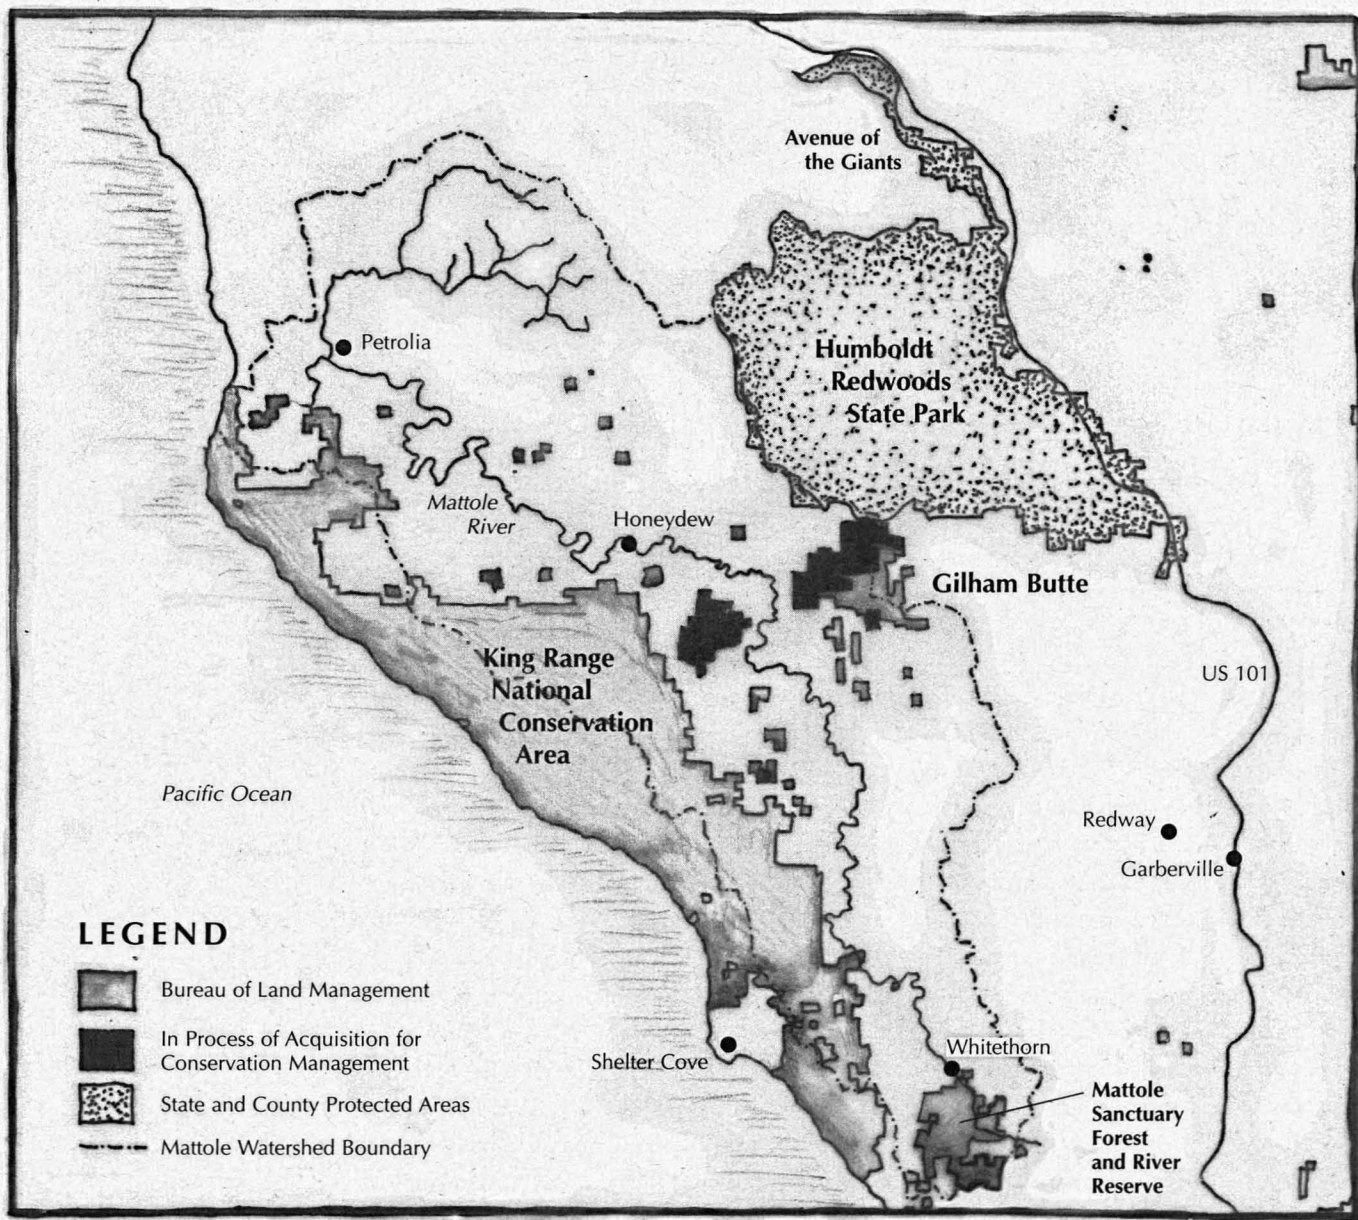 Avenue of
the Giants
Petrolia
Humboldt
Redwoods
State Park
Mattole
River
Honeydew
Gilham Butte
King Range
National
Conservation
Area
US 101
Pacific Ocean
Redway
Garberville
LEGEND
Bureau of Land Management
In Process of Acquisition for
Conservation Management
State and County Protected Areas
Mattole Watershed Boundary
Shelter Cove
Whitethorn
Mattole
Sanctuary
Forest
and River
Reserve